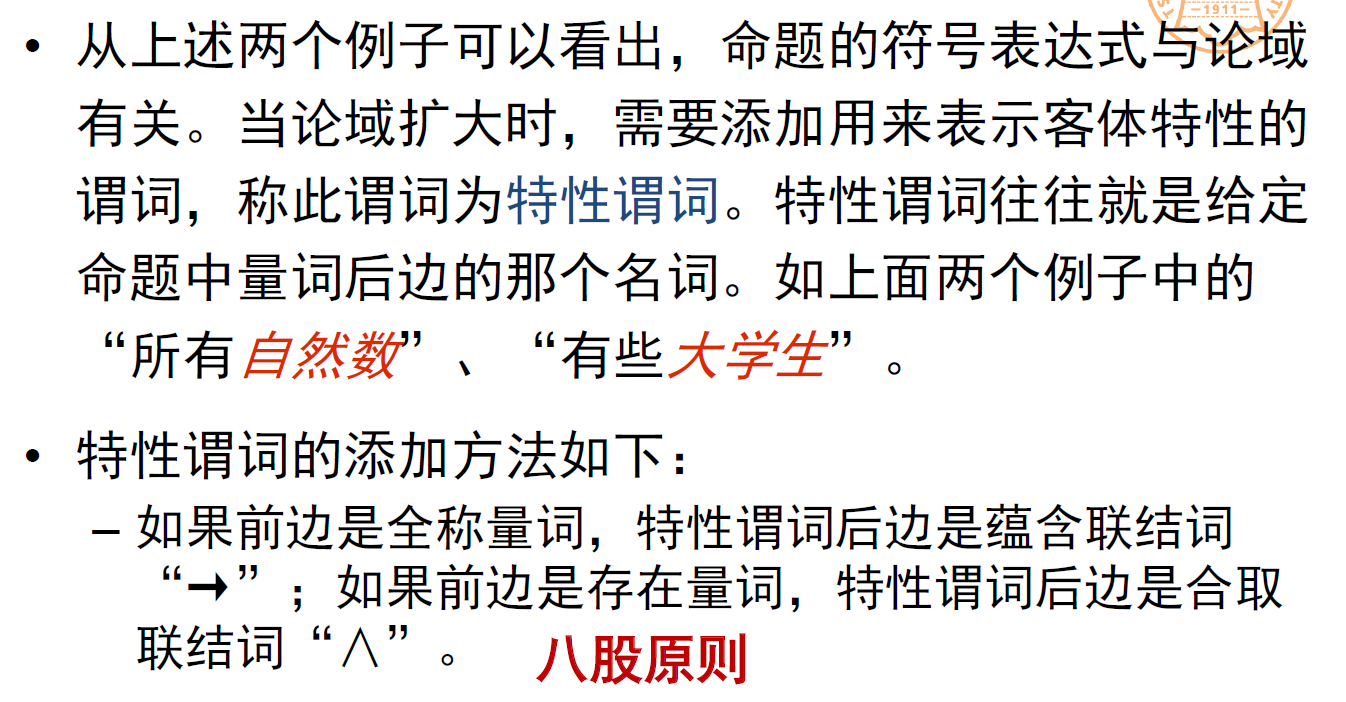 • 从上述两个例子可以看出，命题的符号表达式与论域
有关。当论域扩大时，需要添加用来表示客体特性的
谓词，称此谓词为特性谓词。特性谓词往往就是给定
命题中量词后边的那个名词。如上面两个例子中的
“所有自然数”、“有些大学生”。
• 特性谓词的添加方法如下：
– 如果前边是全称量词，特性谓词后边是蕴含联结词
“→”；如果前边是存在量词，特性谓词后边是合取
联结词“∧”。 八股原则
–1911–